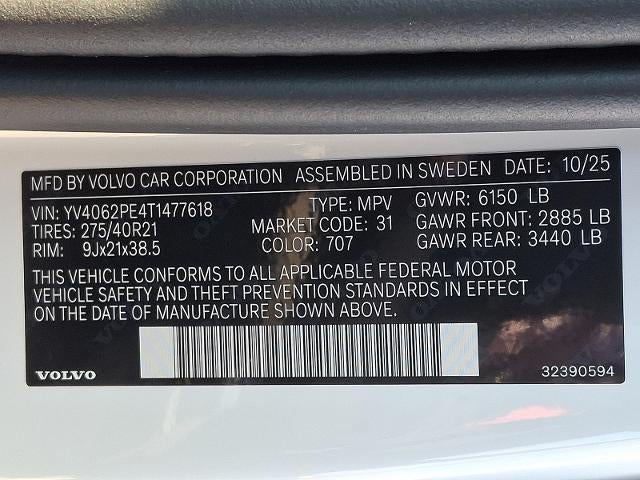 MFD BY VOLVO CAR CORPORATION ASSEMBLED IN SWEDEN DATE: 10/25
VIN: YV4062PE4T1477618 TYPE: MPV GVWR: 6150 LB
TIRES: 275/40R21 MARKET CODE: 31 GAWR FRONT: 2885 LB
RIM: 9Jx21x38.5 COLOR: 707 GAWR REAR: 3440 LB
THIS VEHICLE CONFORMS TO ALL APPLICABLE FEDERAL MOTOR
VEHICLE SAFETY AND THEFT PREVENTION STANDARDS IN EFFECT
ON THE DATE OF MANUFACTURE SHOWN ABOVE.
VOLVO 32390594